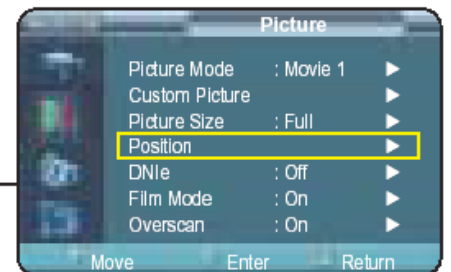 Picture
Picture Mode : Movie 1
Custom Picture
Picture Size : Full
Position
DNIe : Off
Film Mode : On
Overscan : On
Move Enter Return